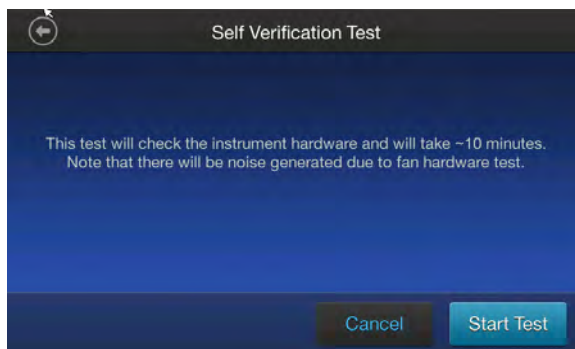 Self Verification Test
This test will check the instrument hardware and will take ~10 minutes.
Note that there will be noise generated due to fan hardware test.
Cancel
Start Test